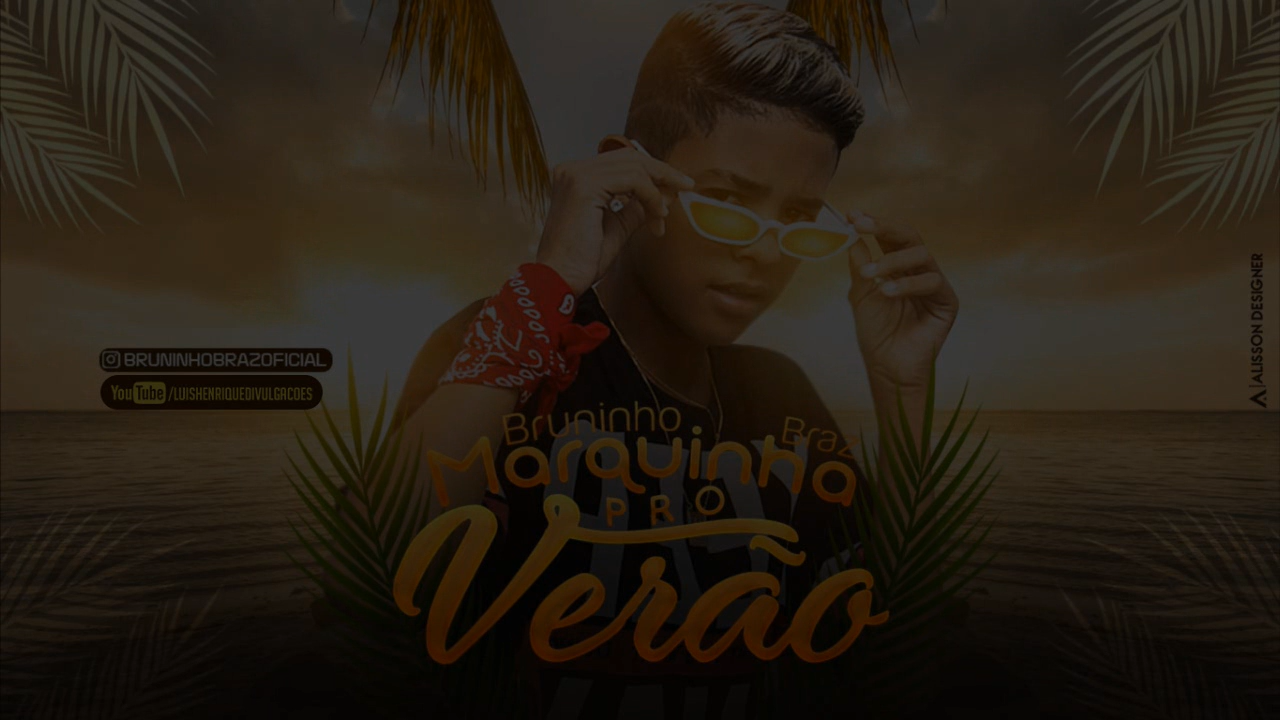 BRUNINHOBRAZOFICIAL
YouTube /LUISHENRIQUEDIVULGACOES
Bruninho Braz
Marquinha
PRO
Verão
ALISSON DESIGNER